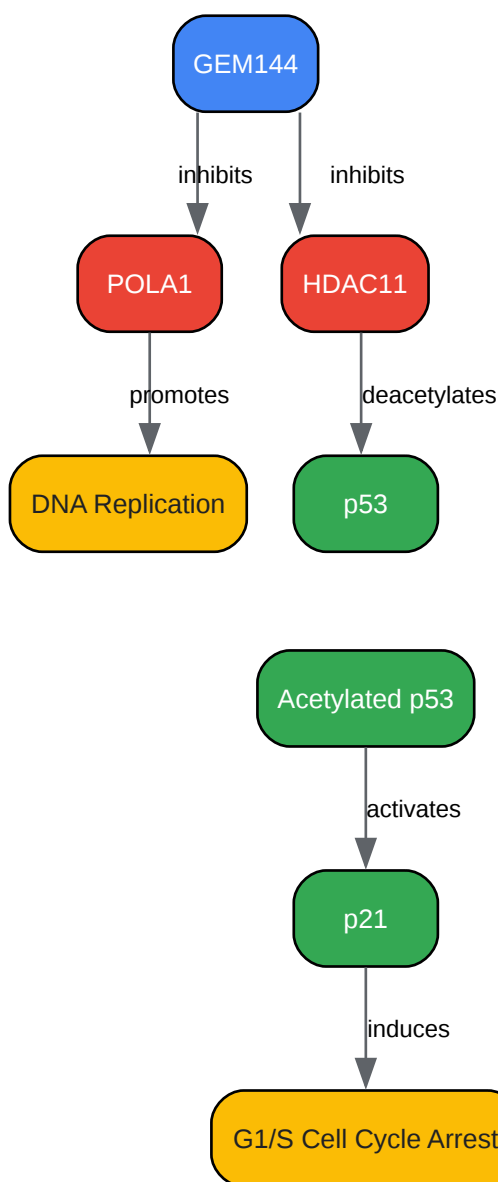 GEM144
inhibits
inhibits
POLA1
HDAC11
promotes
deacetylates
DNA Replication
p53
Acetylated p53
activates
p21
induces
G1/S Cell Cycle Arrest